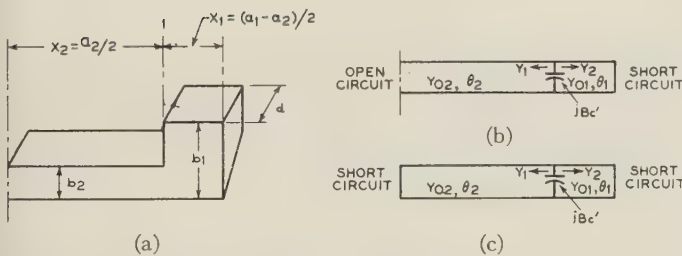 x₁ = (a₁-a₂)/2
1
x₂ = a₂/2
d
b₂
b₁
(a)
OPEN CIRCUIT
Y₁ Y₂
Y₀₂, θ₂
Y₀₁, θ₁
SHORT CIRCUIT
jBc'
(b)
SHORT CIRCUIT
Y₁ Y₂
Y₀₂, θ₂
Y₀₁, θ₁
SHORT CIRCUIT
jBc'
(c)